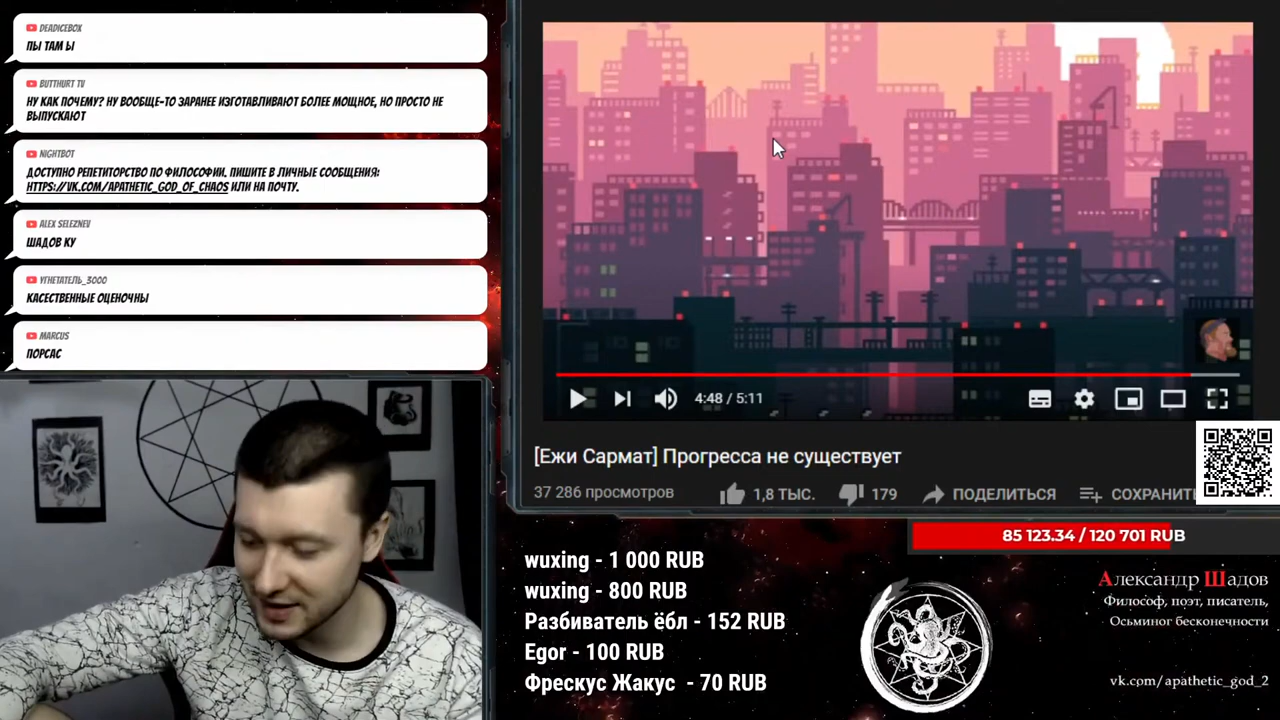 DEADICEBOX
ПЫ ТАМ Ы
BUTTHURT TV
НУ КАК ПОЧЕМУ? НУ ВООБЩЕ-ТО ЗАРАНЕЕ ИЗГОТАВЛИВАЮТ БОЛЕЕ МОЩНОЕ, НО ПРОСТО НЕ
ВЫПУСКАЮТ
NIGHTBOT
ДОСТУПНО РЕПЕТИТОРСТВО ПО ФИЛОСОФИИ. ПИШИТЕ В ЛИЧНЫЕ СООБЩЕНИЯ:
HTTPS://VK.COM/APATHETIC_GOD_OF_CHAOS ИЛИ НА ПОЧТУ.
ALEX SELEZNEV
ШАДОВ КУ
УГНЕТАТЕЛЬ_3000
КАСЕСТВЕННЫЕ ОЦЕНОЧНЫ
MARCUS
ПОРСАС
4:48 / 5:11
[Ежи Сармат] Прогресса не существует
37 286 просмотров
1,8 ТЫС.
179
ПОДЕЛИТЬСЯ
СОХРАНИТЬ
85 123.34 / 120 701 RUB
wuxing - 1 000 RUB
wuxing - 800 RUB
Разбиватель ёбл - 152 RUB
Egor - 100 RUB
Фрескус Жакус - 70 RUB
Александр Шадов
Философ, поэт, писатель,
Осьминог бесконечности
vk.com/apathetic_god_2